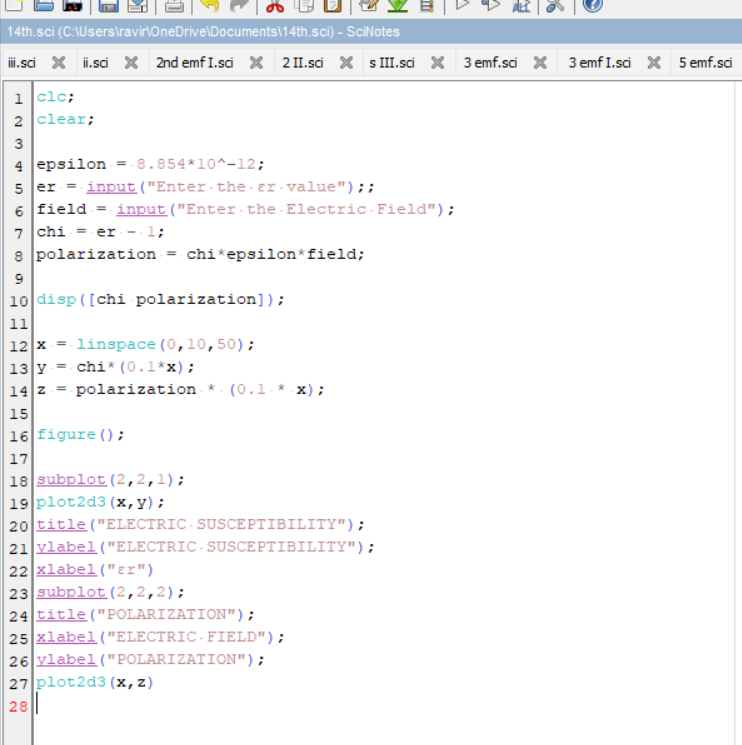 14th.sci (C:\Users\ravir\OneDrive\Documents\14th.sci) - SciNotes
iii.sci ii.sci 2nd emf I.sci 2 II.sci s III.sci 3 emf.sci 3 emf I.sci 5 emf.sci
1 clc;
2 clear;
3
4 epsilon = 8.854*10^-12;
5 er = input("Enter the εr value");;
6 field = input("Enter the Electric Field");
7 chi = er - 1;
8 polarization = chi*epsilon*field;
9
10 disp([chi polarization]);
11
12 x = linspace(0,10,50);
13 y = chi*(0.1*x);
14 z = polarization * (0.1 * x);
15
16 figure();
17
18 subplot(2,2,1);
19 plot2d3(x,y);
20 title("ELECTRIC SUSCEPTIBILITY");
21 ylabel("ELECTRIC SUSCEPTIBILITY");
22 xlabel("εr")
23 subplot(2,2,2);
24 title("POLARIZATION");
25 xlabel("ELECTRIC FIELD");
26 ylabel("POLARIZATION");
27 plot2d3(x,z)
28